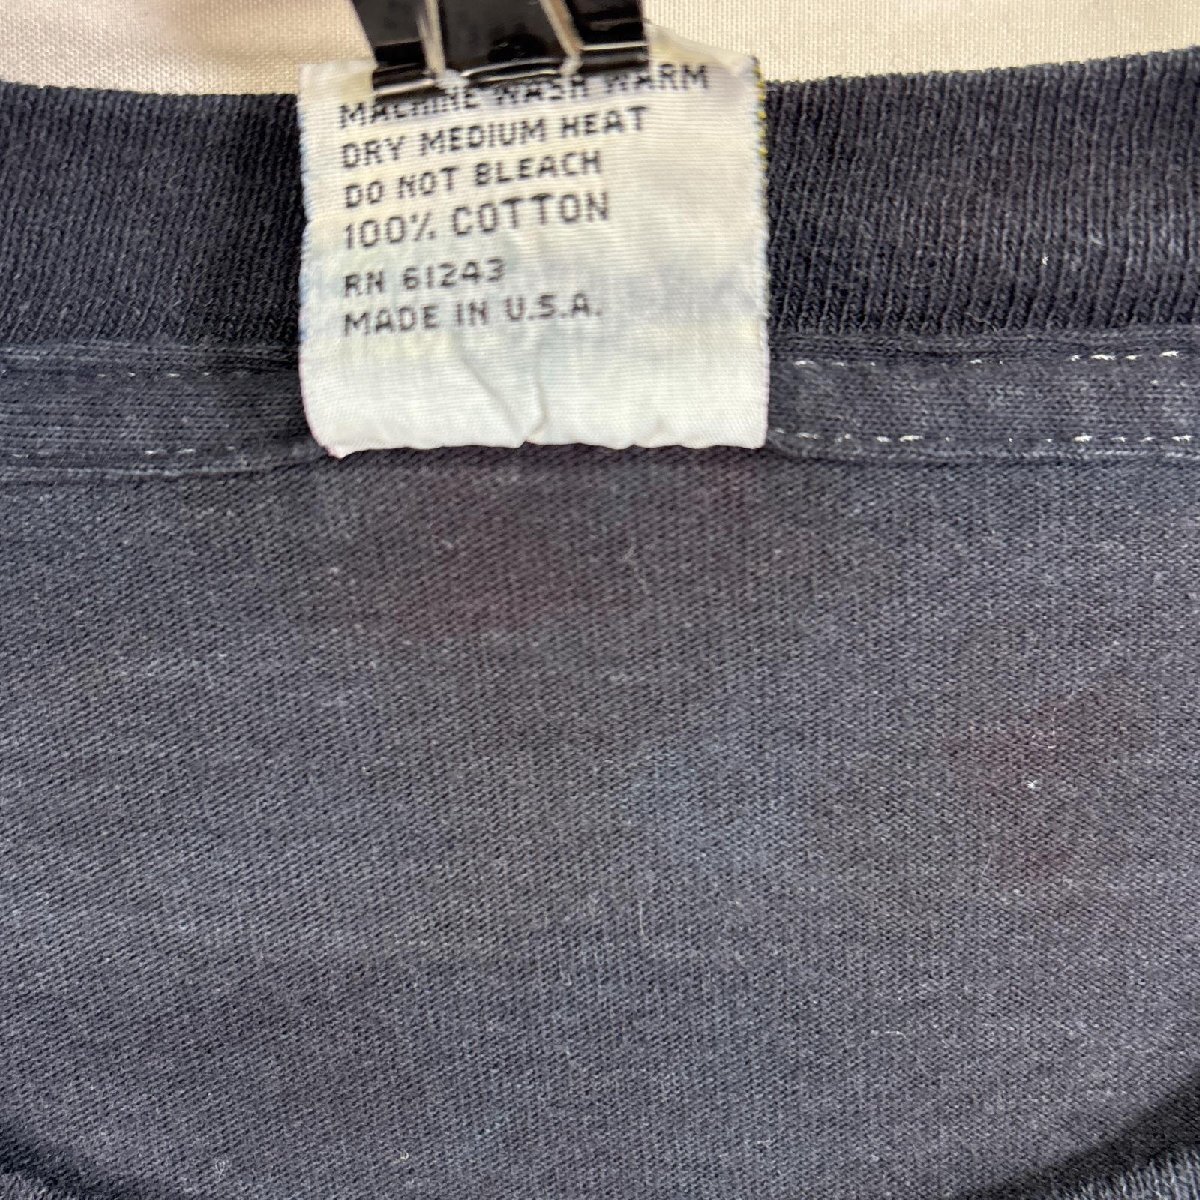 MACHINE WASH WARM
DRY MEDIUM HEAT
DO NOT BLEACH
100% COTTON
RN 61243
MADE IN U.S.A.